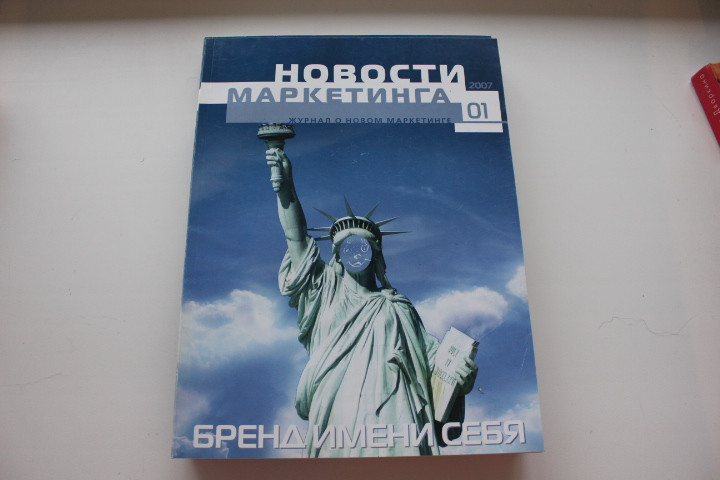 НОВОСТИ
2007
МАРКЕТИНГА
01
ЖУРНАЛ О НОВОМ МАРКЕТИНГЕ
БРЕНД ИМЕНИ СЕБЯ